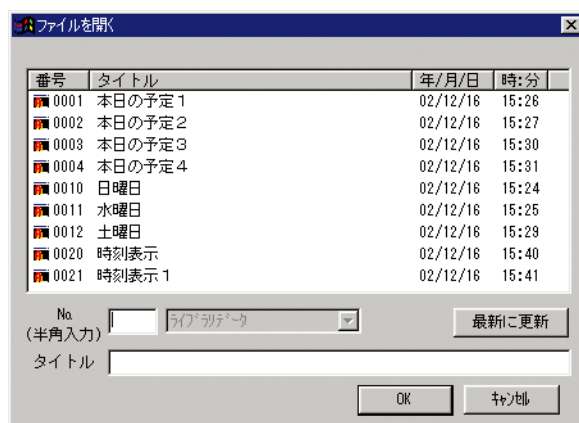 ファイルを開く
番号 タイトル 年/月/日 時:分
0001 本日の予定1 02/12/16 15:26
0002 本日の予定2 02/12/16 15:27
0003 本日の予定3 02/12/16 15:30
0004 本日の予定4 02/12/16 15:31
0010 日曜日 02/12/16 15:24
0011 水曜日 02/12/16 15:25
0012 土曜日 02/12/16 15:29
0020 時刻表示 02/12/16 15:40
0021 時刻表示1 02/12/16 15:41
No. (半角入力) ライブラリデータ 最新に更新
タイトル
OK キャンセル